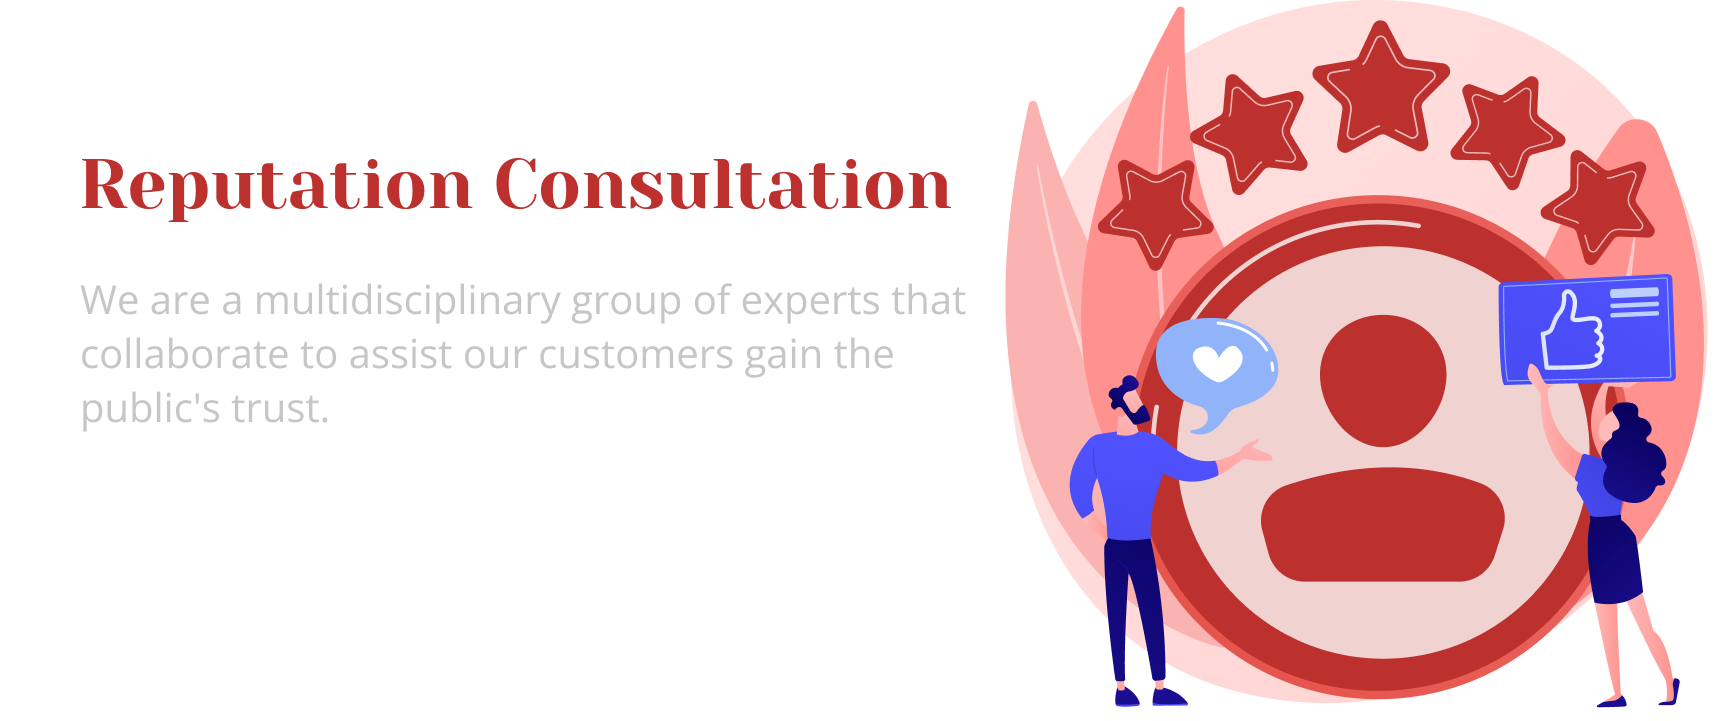 Reputation Consultation
We are a multidisciplinary group of experts that
collaborate to assist our customers gain the
public's trust.